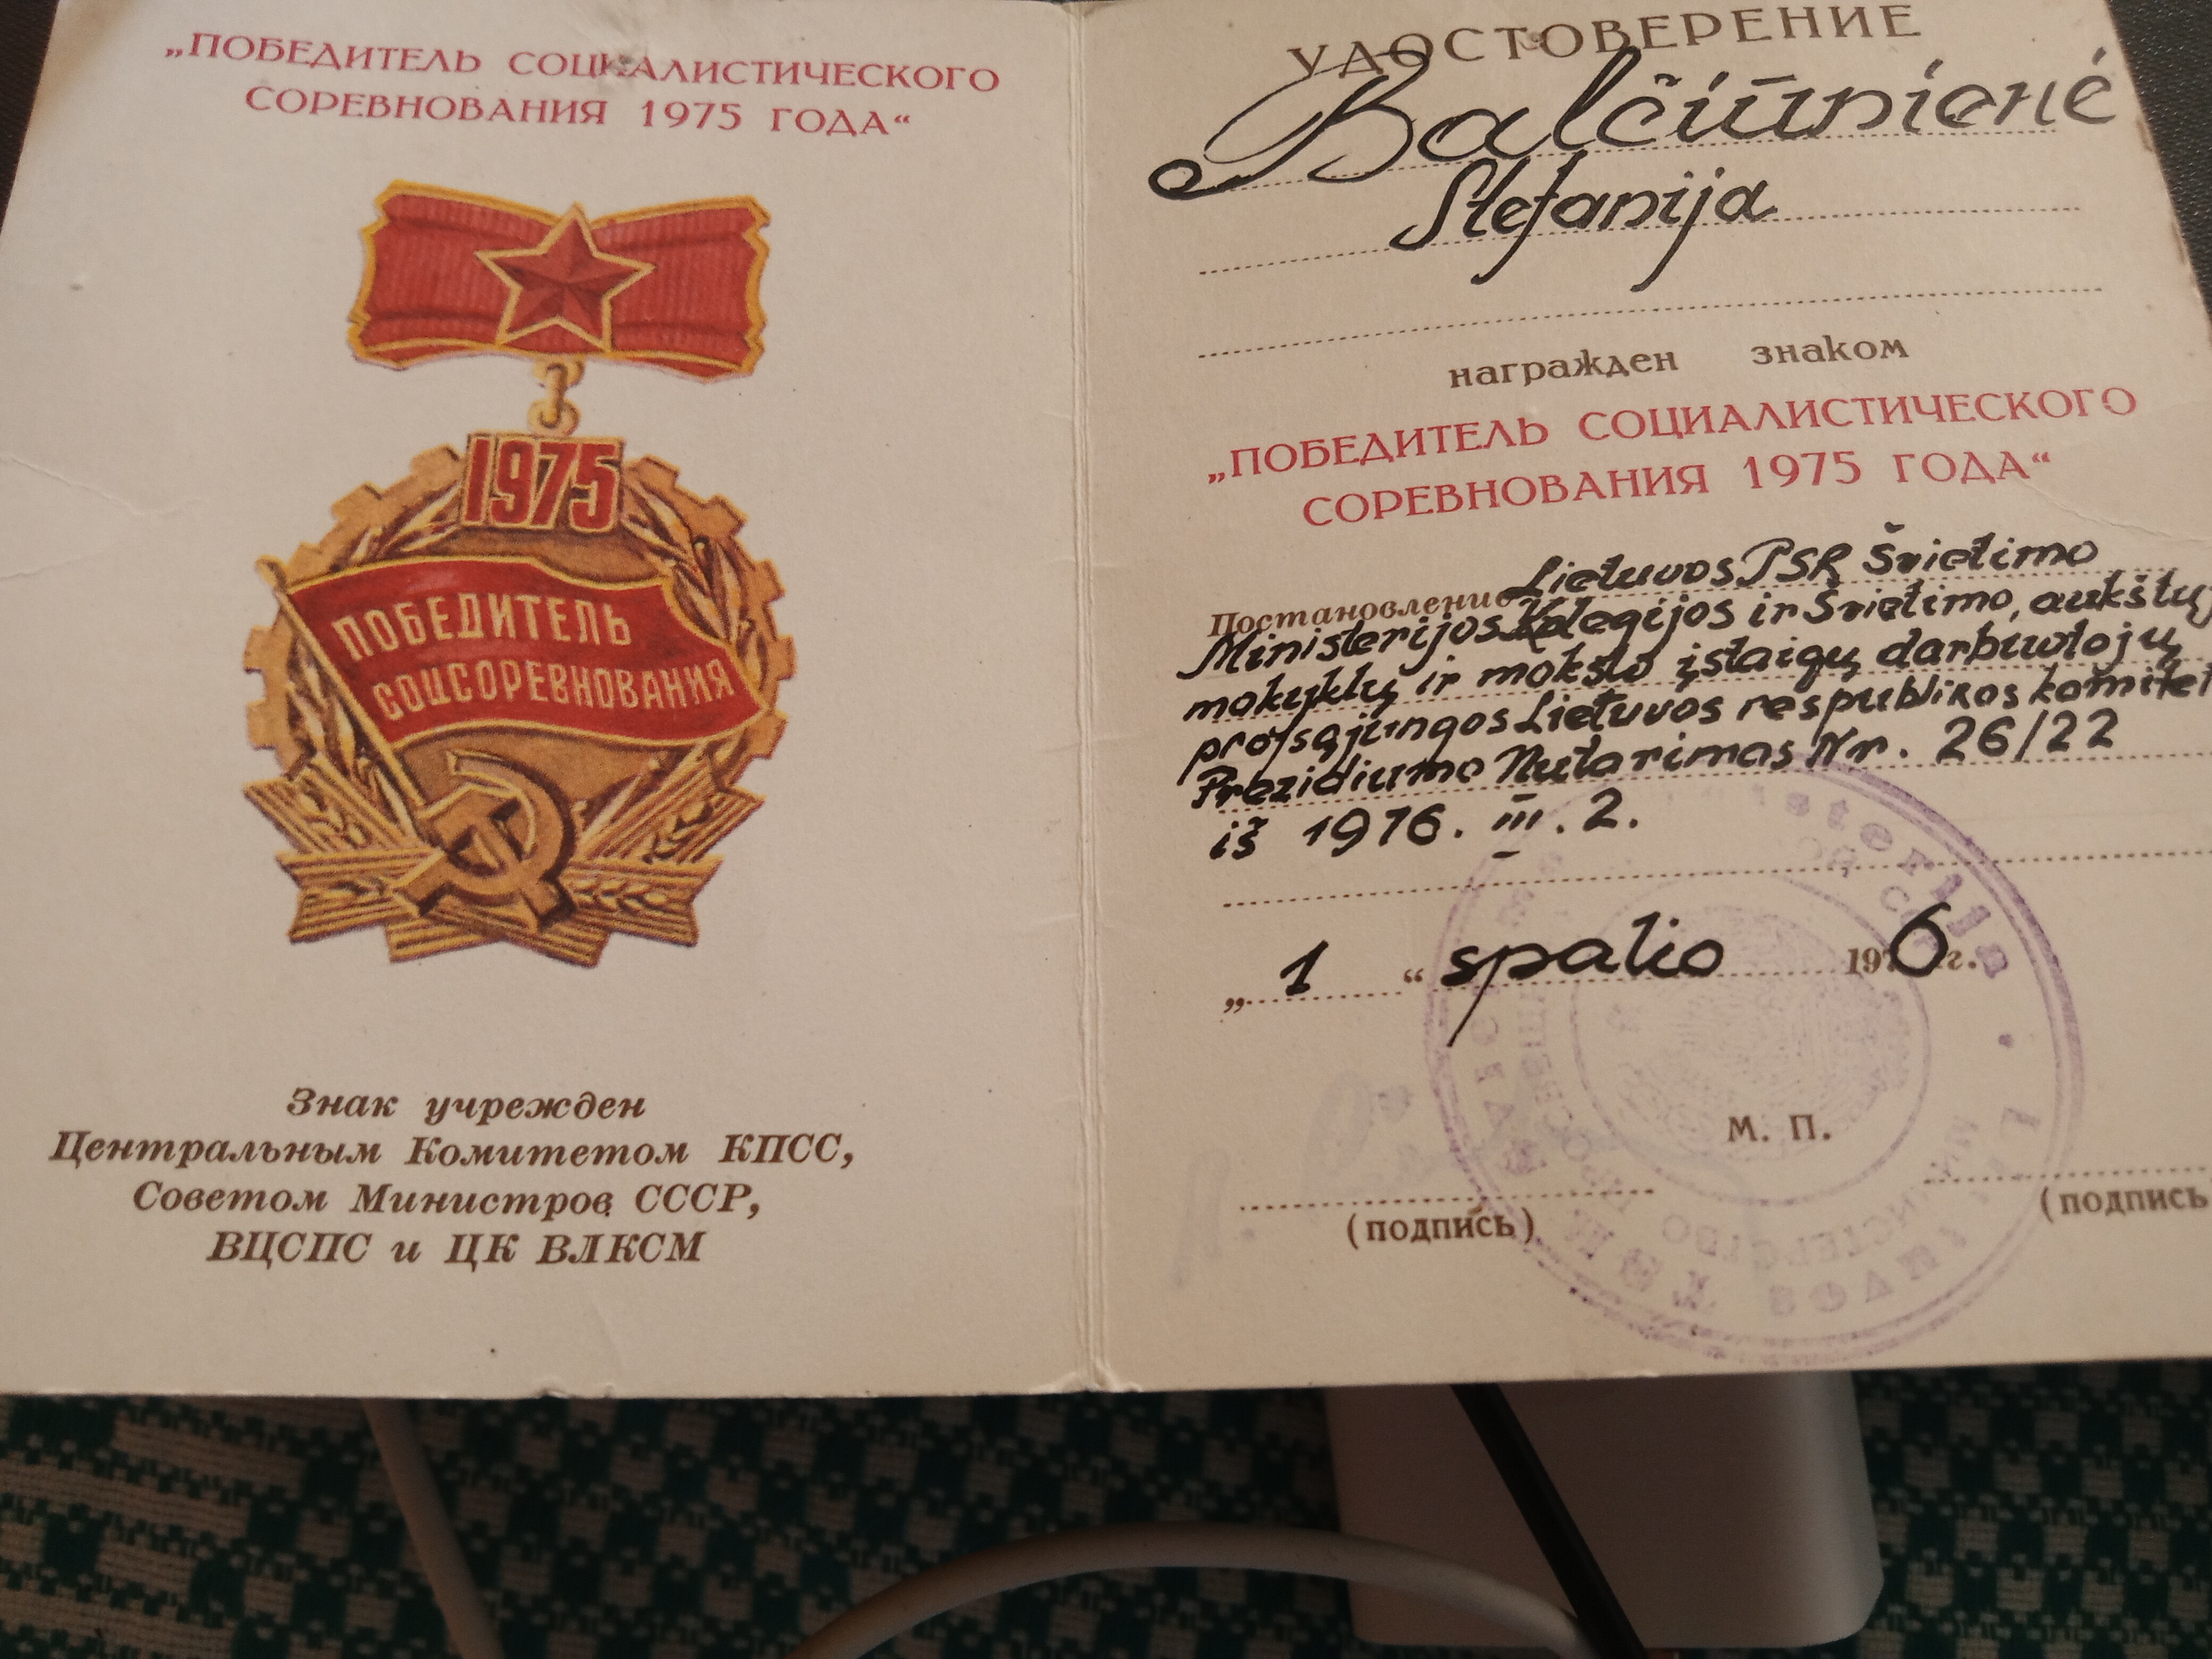 „ПОБЕДИТЕЛЬ СОЦИАЛИСТИЧЕСКОГО
СОРЕВНОВАНИЯ 1975 ГОДА“
1975
ПОБЕДИТЕЛЬ
СОЦСОРЕВНОВАНИЯ
Знак учрежден
Центральным Комитетом КПСС,
Советом Министров СССР,
ВЦСПС и ЦК ВЛКСМ
УДОСТОВЕРЕНИЕ
Balčiūnienė
Stefanija
награжден знаком
„ПОБЕДИТЕЛЬ СОЦИАЛИСТИЧЕСКОГО
СОРЕВНОВАНИЯ 1975 ГОДА“
Постановление Lietuvos PSR Švietimo
Ministerijos Kolegijos ir Švietimo, aukštųjų
mokyklų ir mokslo įstaigų darbuotojų
profsąjungos Lietuvos respublikos komitet
Prezidiumo Nutarimas Nr. 26/22
iš 1976. III. 2.
„1“ spalio 1976 г.
М. П.
(подпись) (подпись